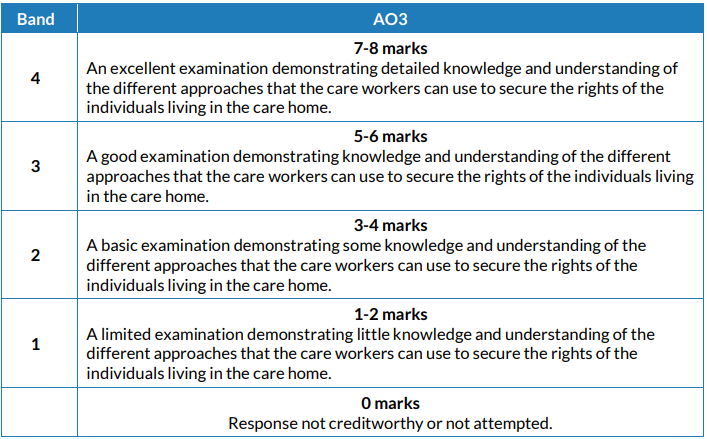 Band AO3
7-8 marks
4
An excellent examination demonstrating detailed knowledge and understanding of
the different approaches that the care workers can use to secure the rights of the
individuals living in the care home.
5-6 marks
3
A good examination demonstrating knowledge and understanding of the different
approaches that the care workers can use to secure the rights of the individuals living
in the care home.
3-4 marks
2
A basic examination demonstrating some knowledge and understanding of the
different approaches that the care workers can use to secure the rights of the
individuals living in the care home.
1-2 marks
1
A limited examination demonstrating little knowledge and understanding of the
different approaches that the care workers can use to secure the rights of the
individuals living in the care home.
0 marks
Response not creditworthy or not attempted.